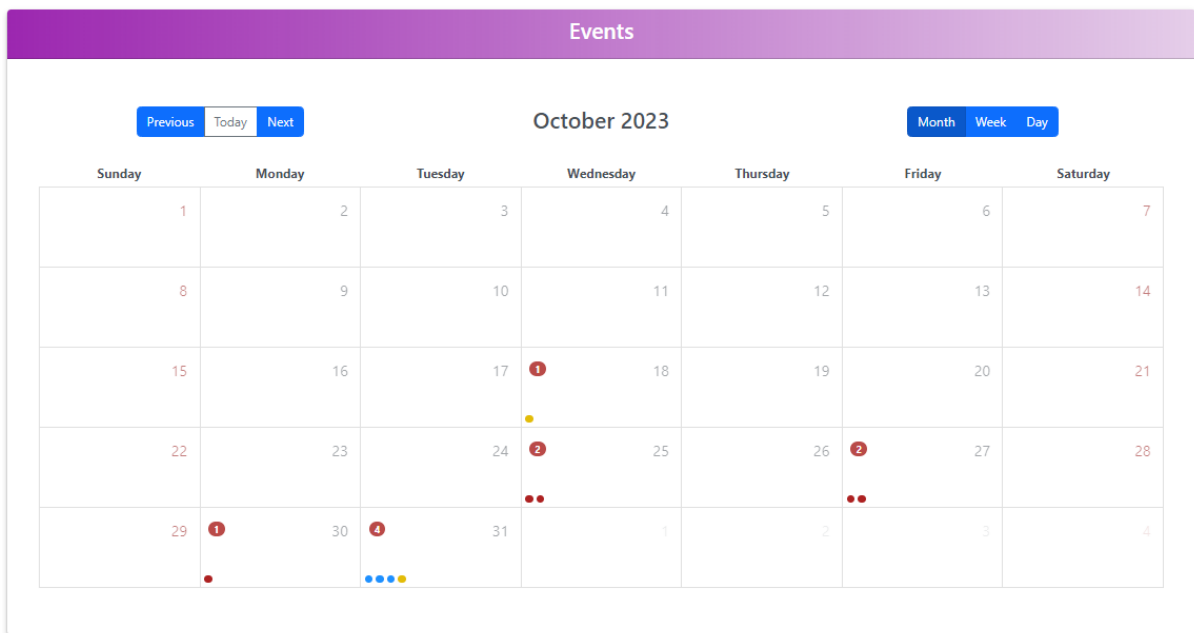 Events
Previous Today Next October 2023 Month Week Day
Sunday Monday Tuesday Wednesday Thursday Friday Saturday
1 2 3 4 5 6 7
8 9 10 11 12 13 14
15 16 17 1 18 19 20 21
22 23 24 2 25 26 2 27 28
29 1 30 4 31 1 2 3 4